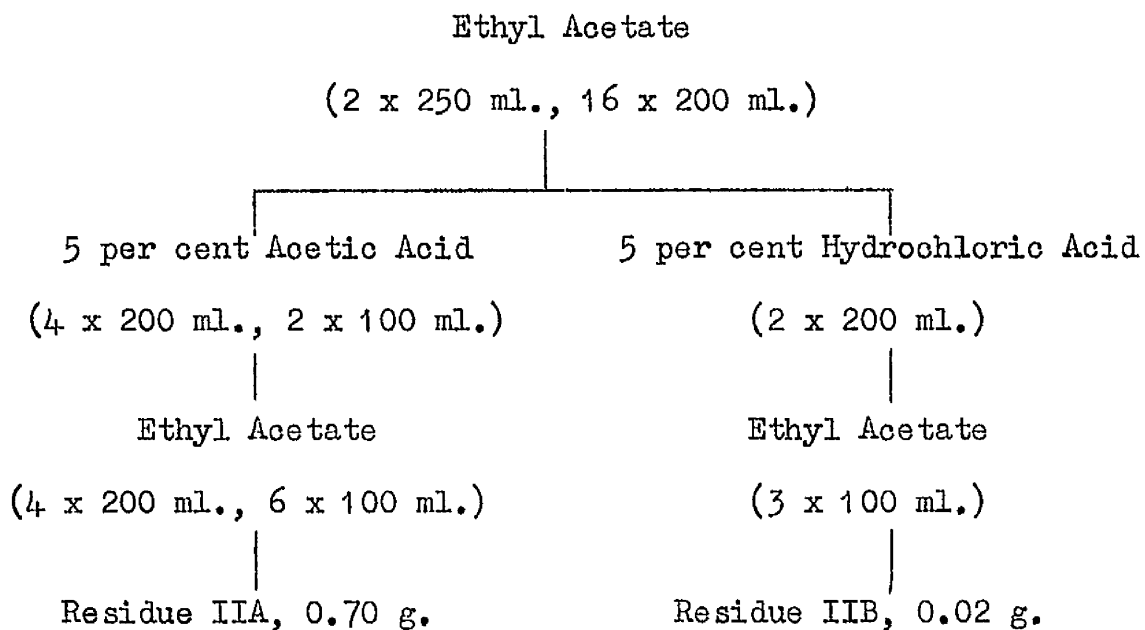 Ethyl Acetate
(2 x 250 ml., 16 x 200 ml.)
5 per cent Acetic Acid
5 per cent Hydrochloric Acid
(4 x 200 ml., 2 x 100 ml.)
(2 x 200 ml.)
Ethyl Acetate
Ethyl Acetate
(4 x 200 ml., 6 x 100 ml.)
(3 x 100 ml.)
Residue IIA, 0.70 g.
Residue IIB, 0.02 g.